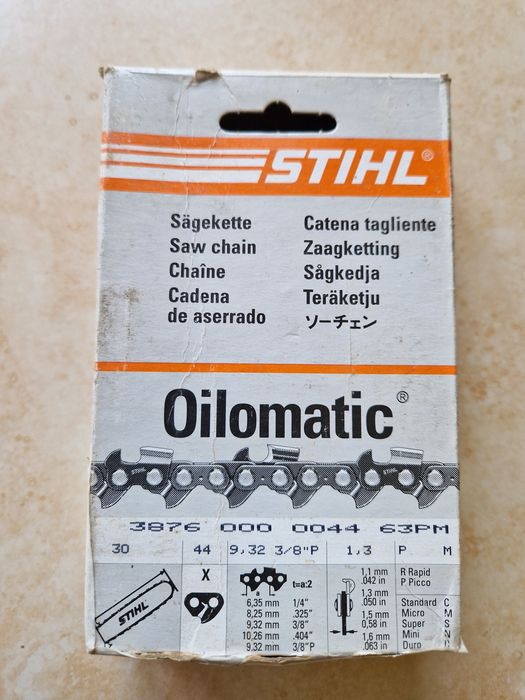 STIHL®
Sägekette
Saw chain
Chaîne
Cadena
de aserrado
Catena tagliente
Zaagketting
Sågkedja
Teräketju
ソーチェン
Oilomatic®
STIHL
STIHL
3876 000 0044 63PM
30 44 9,32 3/8"P 1,3 P M
STIHL
X
a
t=a:2
6,35 mm 1/4"
8,25 mm .325"
9,32 mm 3/8"
10,26 mm .404"
9.32 mm 3/8"P
1,1 mm
.042 in
1.3 mm
.050 in
1,5 mm
0,58 in
1,6 mm
.063 in
R Rapid
P Picco
Standard C
Micro M
Super S
Mini N
Duro